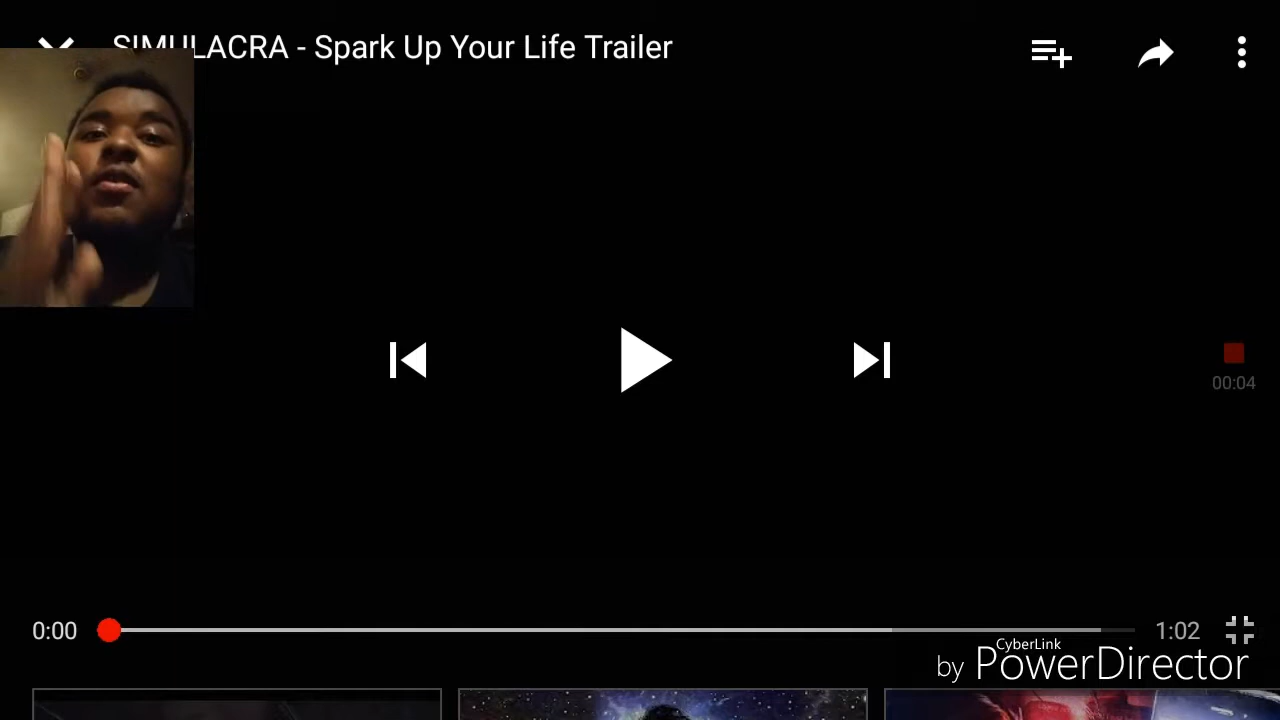 SIMULACRA - Spark Up Your Life Trailer
00:04
0:00
1:02
CyberLink
by PowerDirector